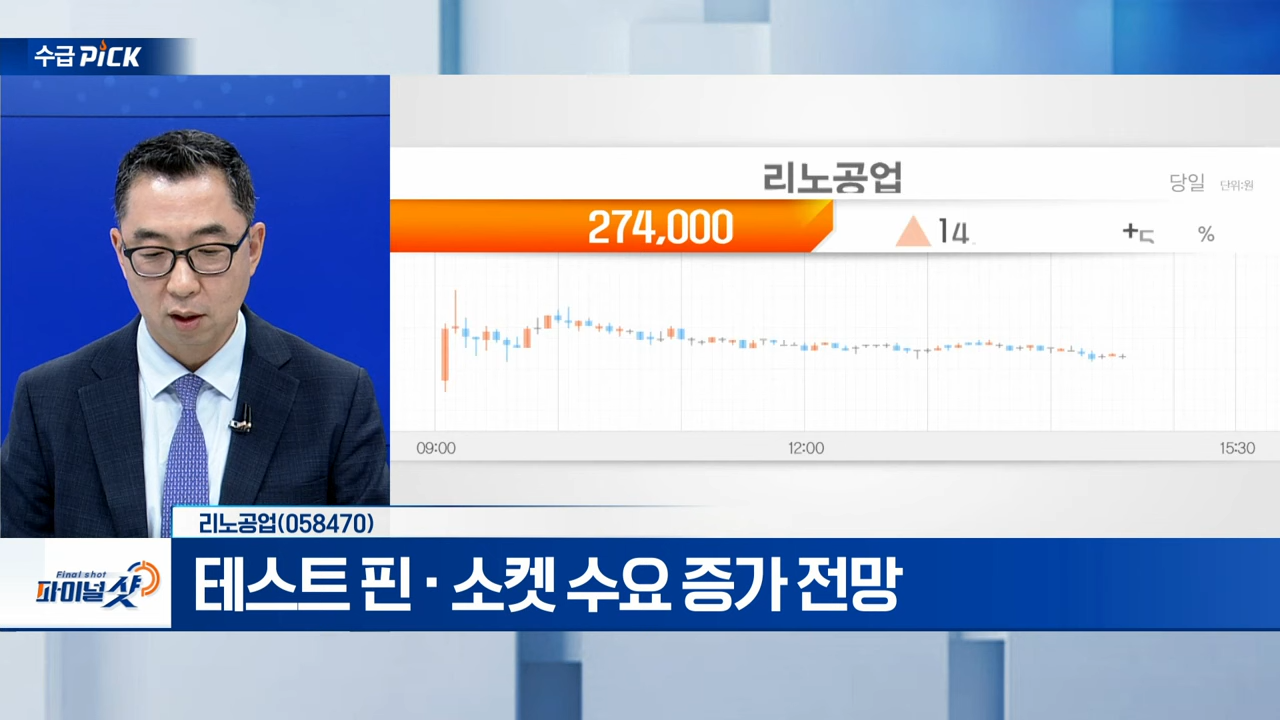 수급 PiCK
리노공업
당일 단위:원
274,000 14 + %
09:00 12:00 15:30
리노공업(058470)
Final shot
파이널샷
테스트 핀·소켓 수요 증가 전망